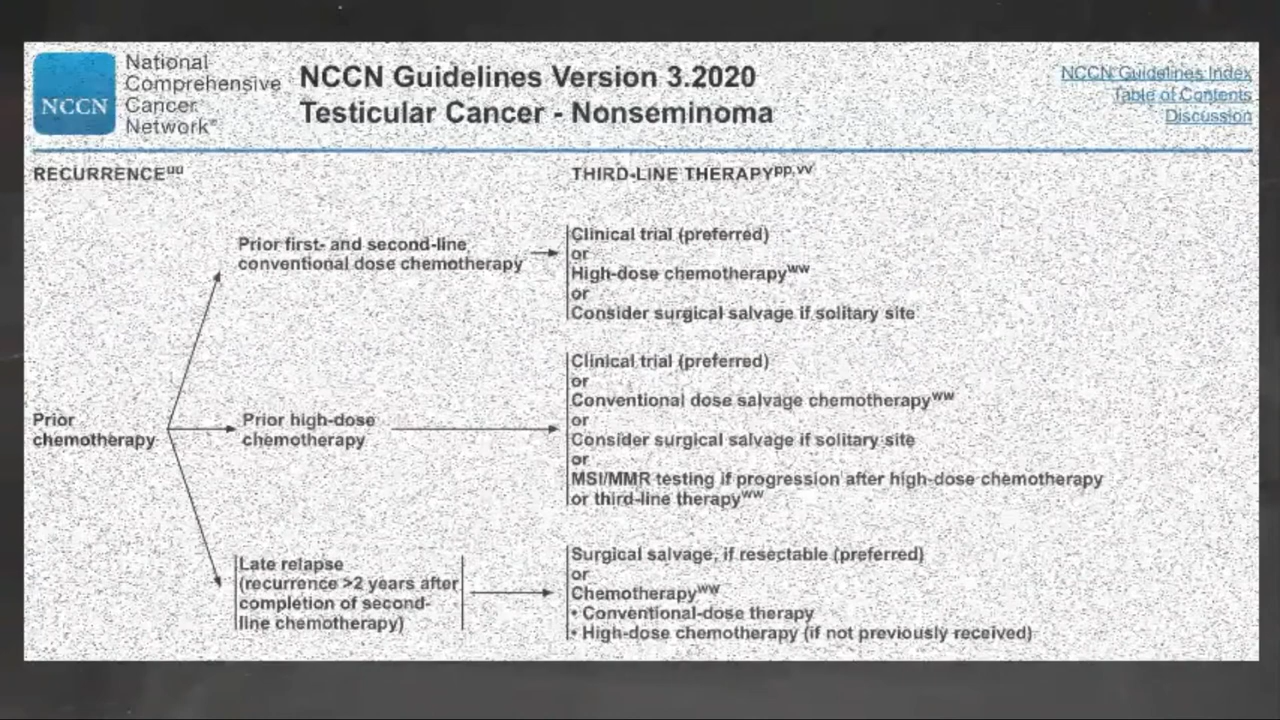 NCCN
National
Comprehensive
Cancer
Network®
NCCN Guidelines Version 3.2020
Testicular Cancer - Nonseminoma
NCCN Guidelines Index
Table of Contents
Discussion
RECURRENCEuu
THIRD-LINE THERAPYpp,vv
Prior first- and second-line
conventional dose chemotherapy
Clinical trial (preferred)
or
High-dose chemotherapyww
or
Consider surgical salvage if solitary site
Prior
chemotherapy
Prior high-dose
chemotherapy
Clinical trial (preferred)
or
Conventional dose salvage chemotherapyww
or
Consider surgical salvage if solitary site
or
MSI/MMR testing if progression after high-dose chemotherapy
or third-line therapyww
Late relapse
(recurrence >2 years after
completion of second-
line chemotherapy)
Surgical salvage, if resectable (preferred)
or
Chemotherapyww
• Conventional-dose therapy
• High-dose chemotherapy (if not previously received)